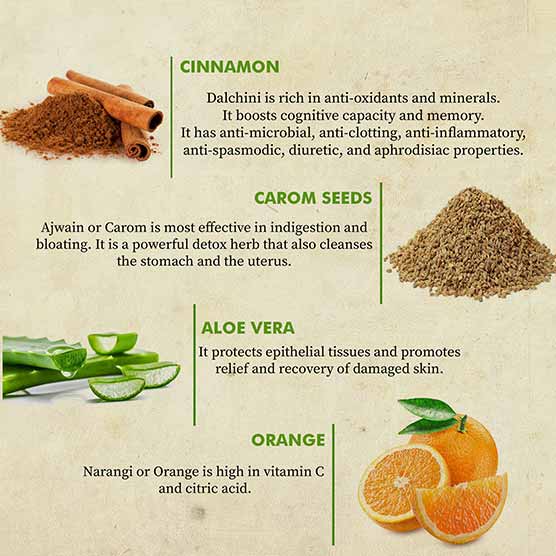 CINNAMON
Dalchini is rich in anti-oxidants and minerals.
It boosts cognitive capacity and memory.
It has anti-microbial, anti-clotting, anti-inflammatory,
anti-spasmodic, diuretic, and aphrodisiac properties.
CAROM SEEDS
Ajwain or Carom is most effective in indigestion and
bloating. It is a powerful detox herb that also cleanses
the stomach and the uterus.
ALOE VERA
It protects epithelial tissues and promotes
relief and recovery of damaged skin.
ORANGE
Narangi or Orange is high in vitamin C
and citric acid.